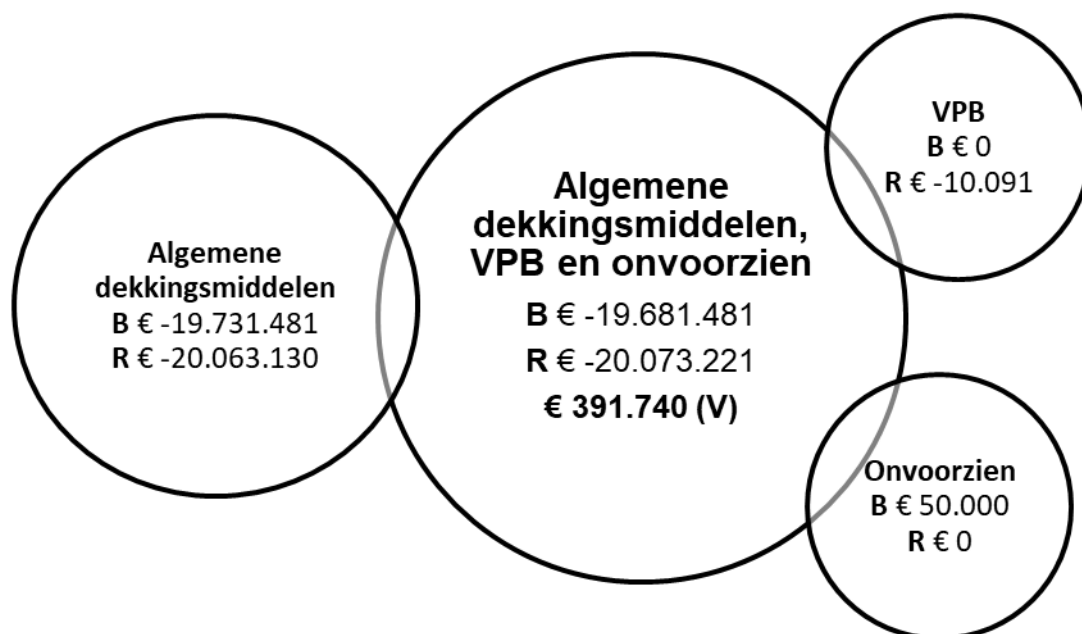 Algemene
dekkingsmiddelen
B € -19.731.481
R € -20.063.130
Algemene
dekkingsmiddelen,
VPB en onvoorzien
B € -19.681.481
R € -20.073.221
€ 391.740 (V)
VPB
B € 0
R € -10.091
Onvoorzien
B € 50.000
R € 0